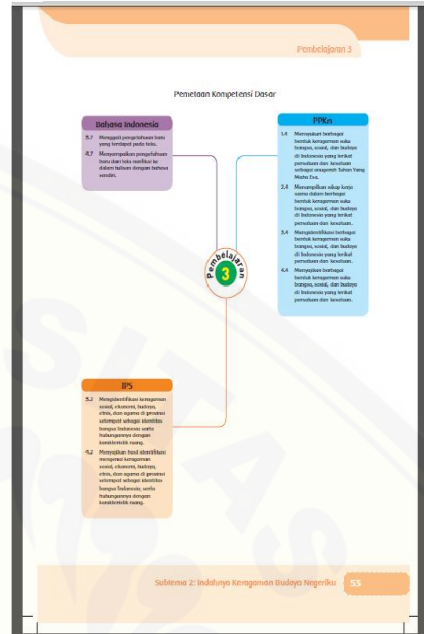 Pembelajaran 3
Pemetaan Kompetensi Dasar
Bahasa Indonesia
3.7 Menggali pengetahuan baru
yang terdapat pada teks.
4.7 Menyampaikan pengetahuan
baru dari teks nonfiksi ke
dalam tulisan dengan bahasa
sendiri.
PPKn
1.4 Mensyukuri berbagai
bentuk keragaman suku
bangsa, sosial, dan budaya
di Indonesia yang terikat
persatuan dan kesatuan
sebagai anugerah Tuhan Yang
Maha Esa.
2.4 Menampilkan sikap kerja
sama dalam berbagai
bentuk keragaman suku
bangsa, sosial, dan budaya
di Indonesia yang terikat
persatuan dan kesatuan.
3.4 Mengidentifikasi berbagai
bentuk keragaman suku
bangsa, sosial, dan budaya
di Indonesia yang terikat
persatuan dan kesatuan.
4.4 Menyajikan berbagai
bentuk keragaman suku
bangsa, sosial, dan budaya
di Indonesia yang terikat
persatuan dan kesatuan.
Pembelajaran
3
IPS
3.2 Mengidentifikasi keragaman
sosial, ekonomi, budaya,
etnis, dan agama di provinsi
setempat sebagai identitas
bangsa Indonesia serta
hubungannya dengan
karakteristik ruang.
4.2 Menyajikan hasil identifikasi
mengenai keragaman
sosial, ekonomi, budaya,
etnis, dan agama di provinsi
setempat sebagai identitas
bangsa Indonesia; serta
hubungannya dengan
karakteristik ruang.
Subtema 2: Indahnya Keragaman Budaya Negeriku 55